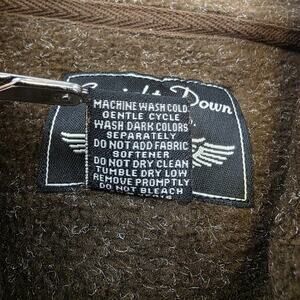 Down
MACHINE WASH COLD
GENTLE CYCLE
WASH DARK COLORS
SEPARATELY
DO NOT ADD FABRIC
SOFTENER
DO NOT DRY CLEAN
TUMBLE DRY LOW
REMOVE PROMPTLY
DO NOT BLEACH